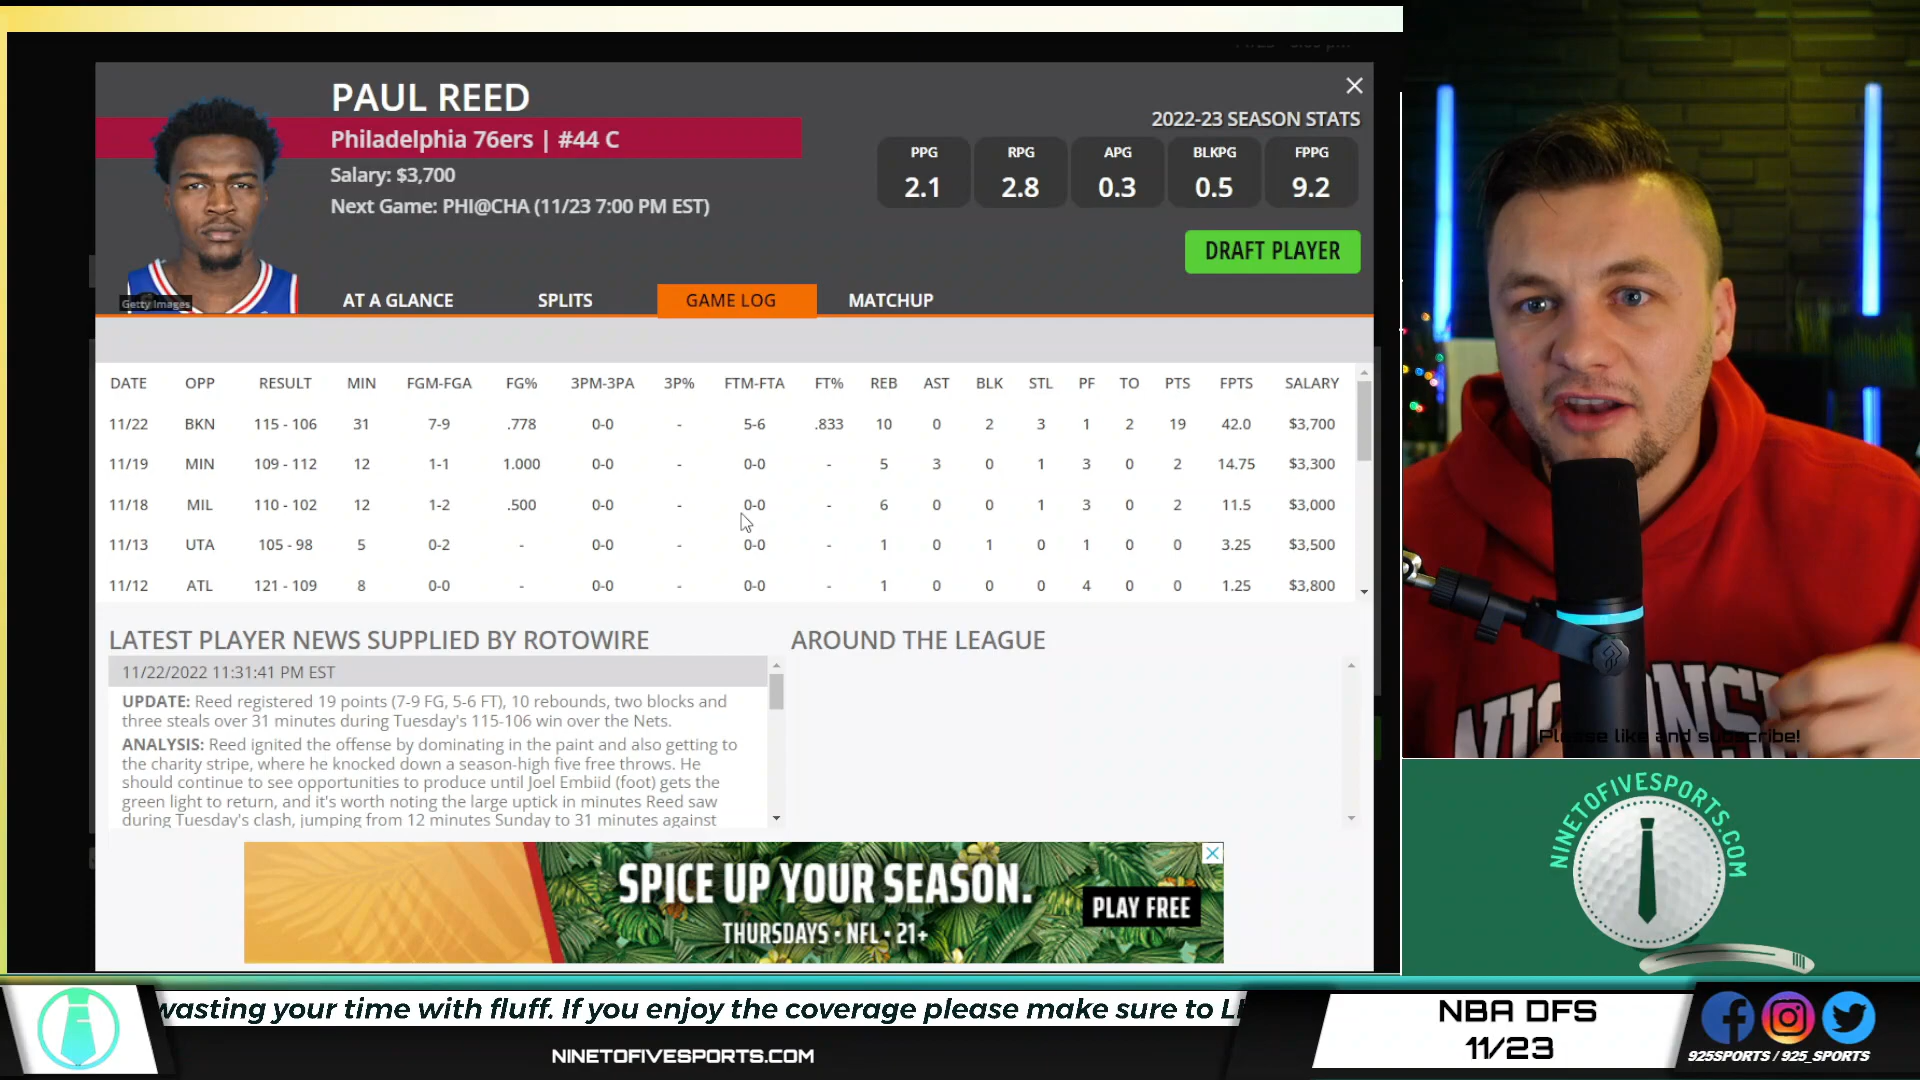 PAUL REED
Philadelphia 76ers | #44 C
Salary: $3,700
Next Game: PHI@CHA (11/23 7:00 PM EST)
2022-23 SEASON STATS
PPG RPG APG BLKPG FPPG
2.1 2.8 0.3 0.5 9.2
DRAFT PLAYER
Getty Images
AT A GLANCE SPLITS GAME LOG MATCHUP
DATE OPP RESULT MIN FGM-FGA FG% 3PM-3PA 3P% FTM-FTA FT% REB AST BLK STL PF TO PTS FPTS SALARY
11/22 BKN 115 - 106 31 7-9 .778 0-0 - 5-6 .833 10 0 2 3 1 2 19 42.0 $3,700
11/19 MIN 109 - 112 12 1-1 1.000 0-0 - 0-0 - 5 3 0 1 3 0 2 14.75 $3,300
11/18 MIL 110 - 102 12 1-2 .500 0-0 - 0-0 - 6 0 0 1 3 0 2 11.5 $3,000
11/13 UTA 105 - 98 5 0-2 - 0-0 - 0-0 - 1 0 1 0 1 0 0 3.25 $3,500
11/12 ATL 121 - 109 8 0-0 - 0-0 - 0-0 - 1 0 0 0 4 0 0 1.25 $3,800
LATEST PLAYER NEWS SUPPLIED BY ROTOWIRE
11/22/2022 11:31:41 PM EST
UPDATE: Reed registered 19 points (7-9 FG, 5-6 FT), 10 rebounds, two blocks and
three steals over 31 minutes during Tuesday's 115-106 win over the Nets.
ANALYSIS: Reed ignited the offense by dominating in the paint and also getting to
the charity stripe, where he knocked down a season-high five free throws. He
should continue to see opportunities to produce until Joel Embiid (foot) gets the
green light to return, and it's worth noting the large uptick in minutes Reed saw
during Tuesday's clash, jumping from 12 minutes Sunday to 31 minutes against
AROUND THE LEAGUE
SPICE UP YOUR SEASON.
THURSDAYS • NFL • 21+
PLAY FREE
Please like and subscribe!
NINETOFIVESPORTS.COM
wasting your time with fluff. If you enjoy the coverage please make sure to LI
NINETOFIVESPORTS.COM
NBA DFS
11/23
925SPORTS / 925_SPORTS